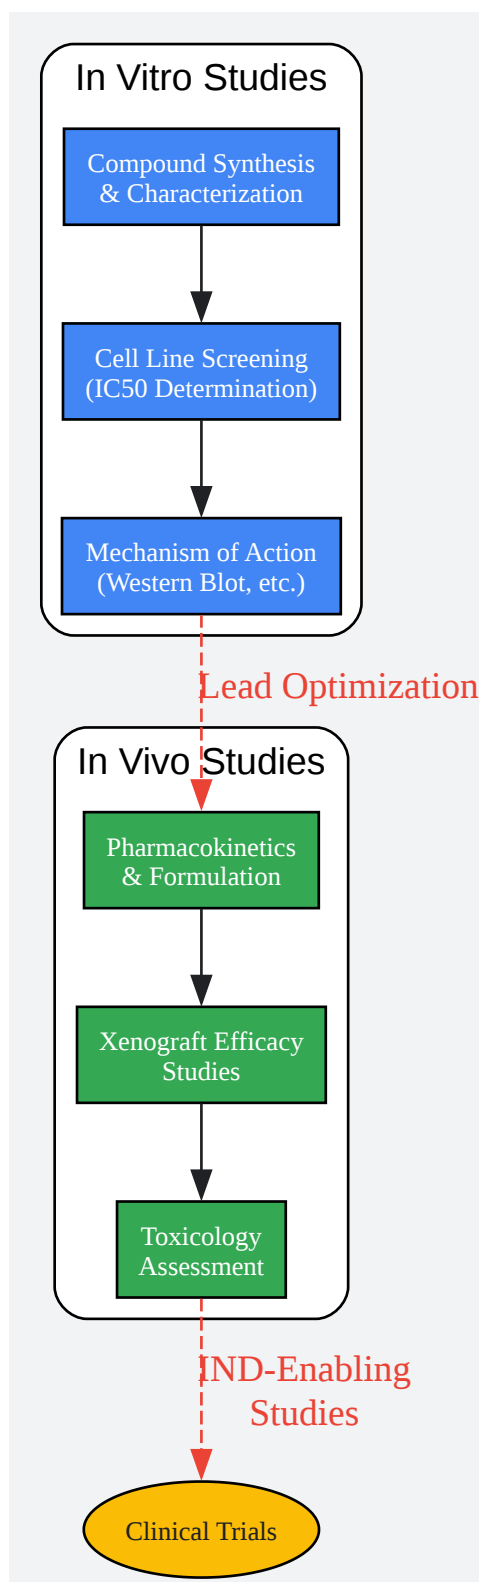 In Vitro Studies
Compound Synthesis
& Characterization
Cell Line Screening
(IC50 Determination)
Mechanism of Action
(Western Blot, etc.)
Lead Optimization
In Vivo Studies
Pharmacokinetics
& Formulation
Xenograft Efficacy
Studies
Toxicology
Assessment
IND-Enabling
Studies
Clinical Trials